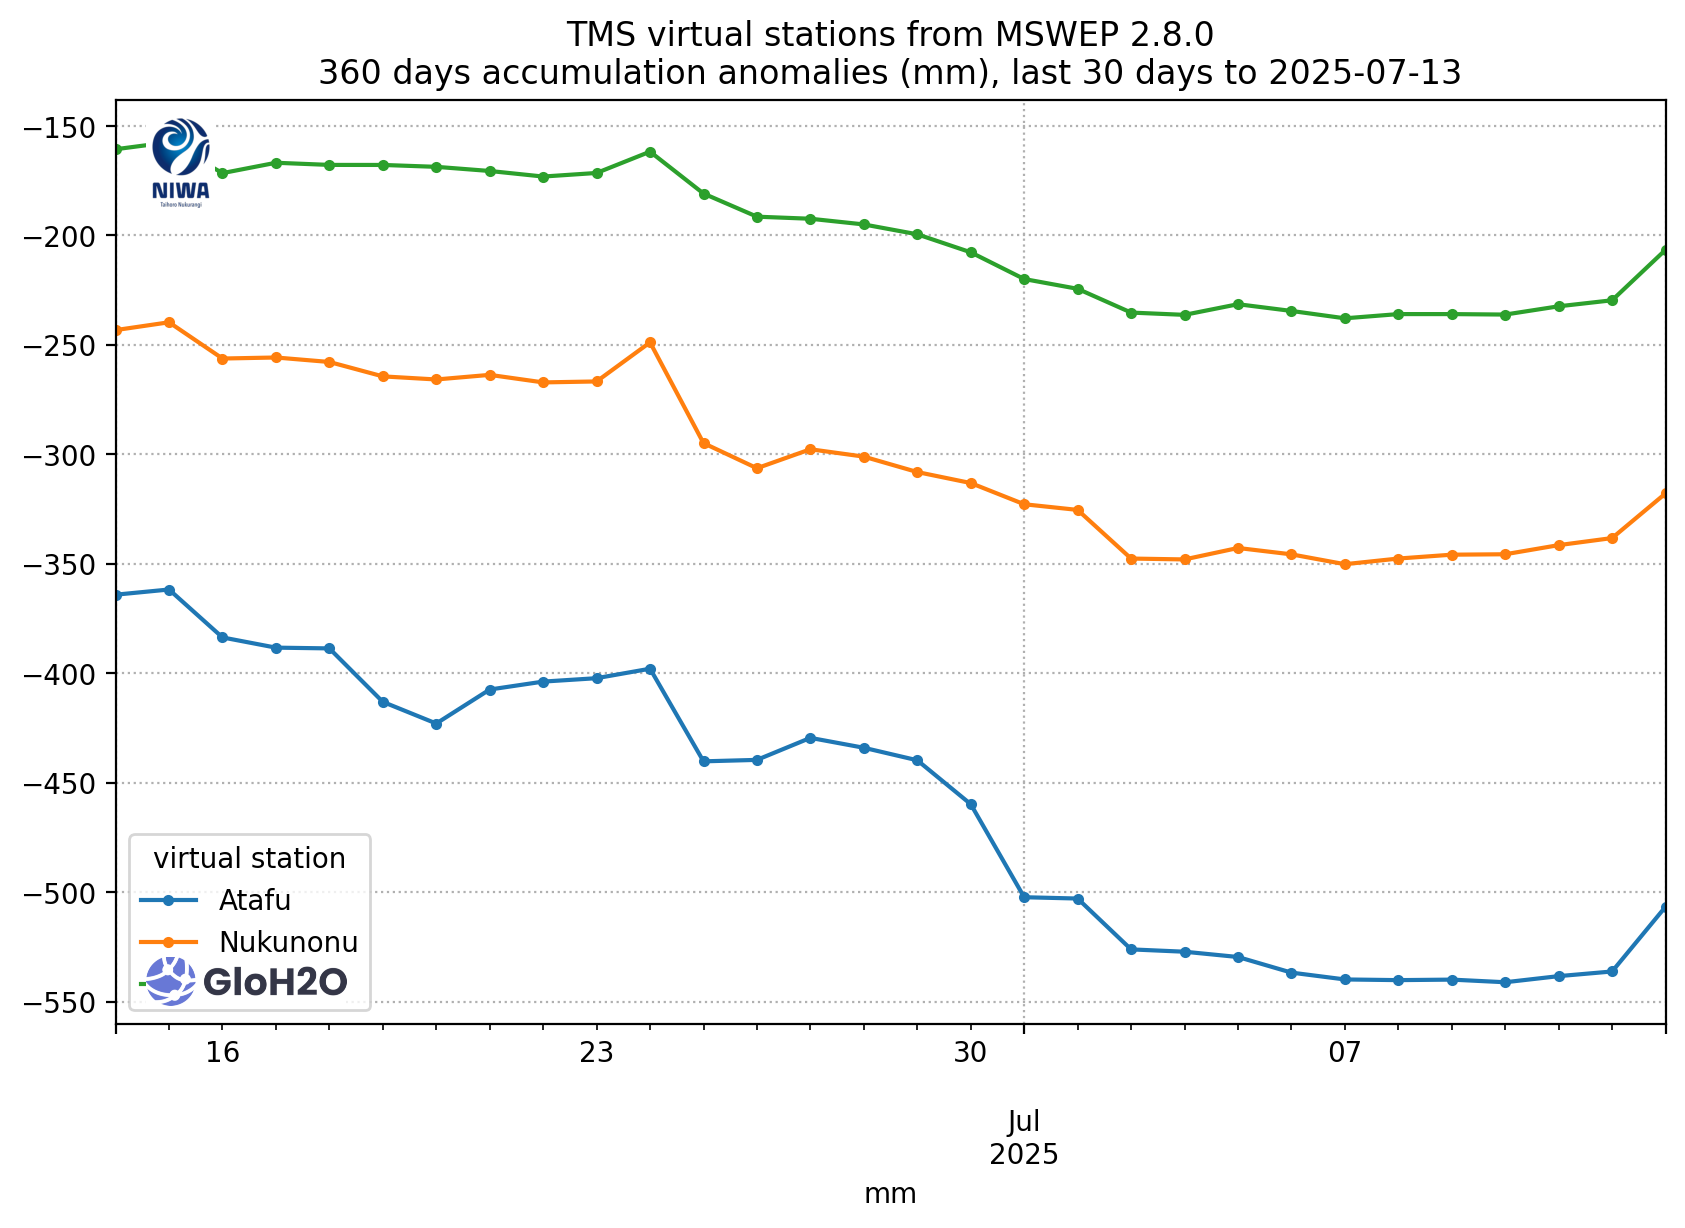 TMS virtual stations from MSWEP 2.8.0
360 days accumulation anomalies (mm), last 30 days to 2025-07-13
−150
−200
−250
−300
−350
−400
−450
−500
−550
NIWA
Taihoro Nukurangi
virtual station
Atafu
Nukunonu
GloH2O
16
23
30
07
Jul
2025
mm